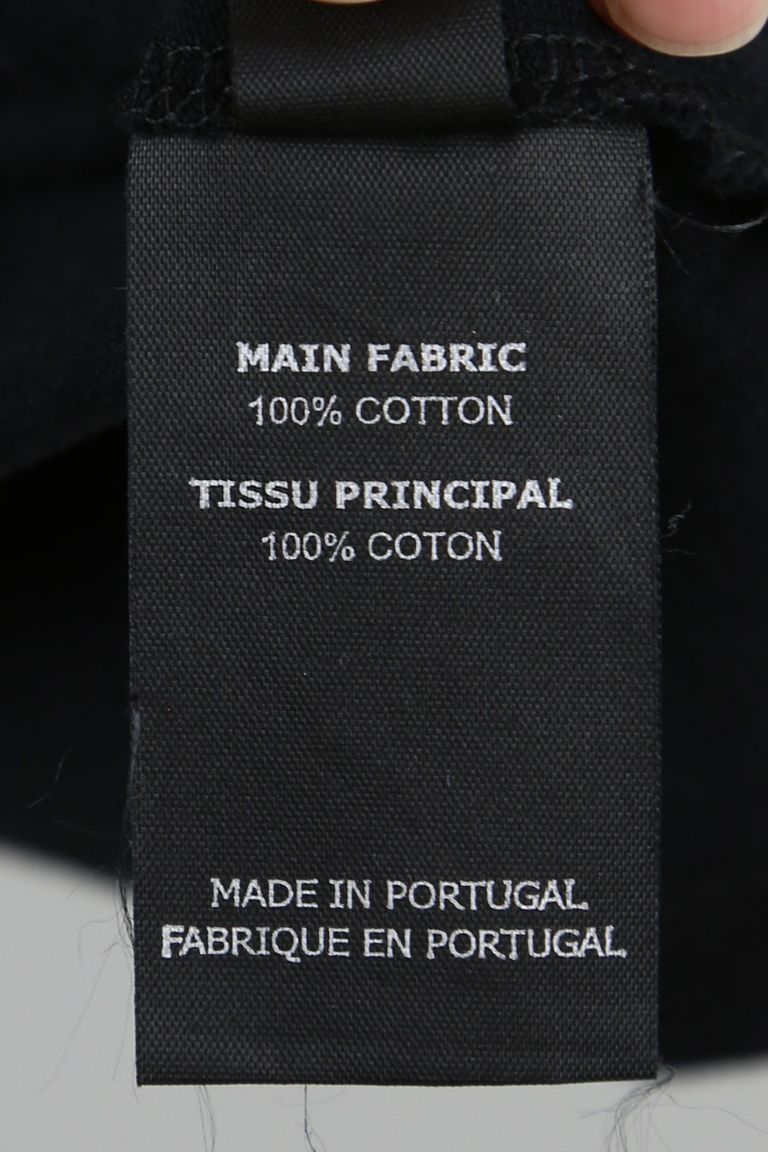 MAIN FABRIC
100% COTTON
TISSU PRINCIPAL
100% COTON
MADE IN PORTUGAL
FABRIQUE EN PORTUGAL